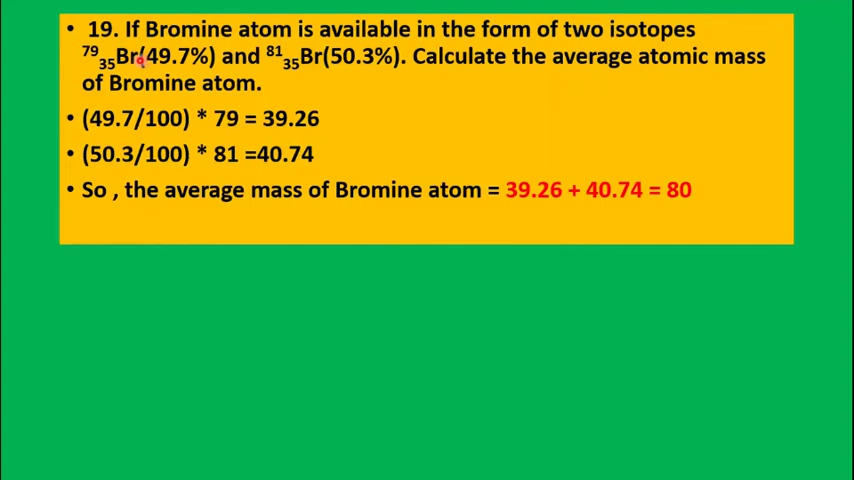 • 19. If Bromine atom is available in the form of two isotopes
⁷⁹₃₅Br(49.7%) and ⁸¹₃₅Br(50.3%). Calculate the average atomic mass
of Bromine atom.
• (49.7/100) * 79 = 39.26
• (50.3/100) * 81 =40.74
• So , the average mass of Bromine atom = 39.26 + 40.74 = 80